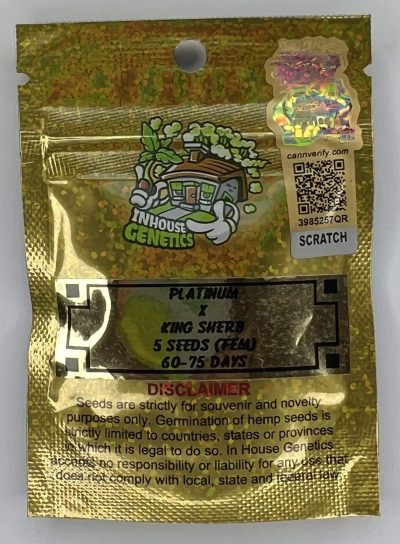 cannverify.com
3985257QR
SCRATCH
INHOUSE
GENETICS
PLATINUM
X
KING SHERB
5 SEEDS (FEM)
60-75 DAYS
DISCLAIMER
Seeds are strictly for souvenir and novelty
purposes only. Germination of hemp seeds is
strictly limited to countries, states or provinces
in which it is legal to do so. In House Genetics
accepts no responsibility or liability for any use that
does not comply with local, state and federal law